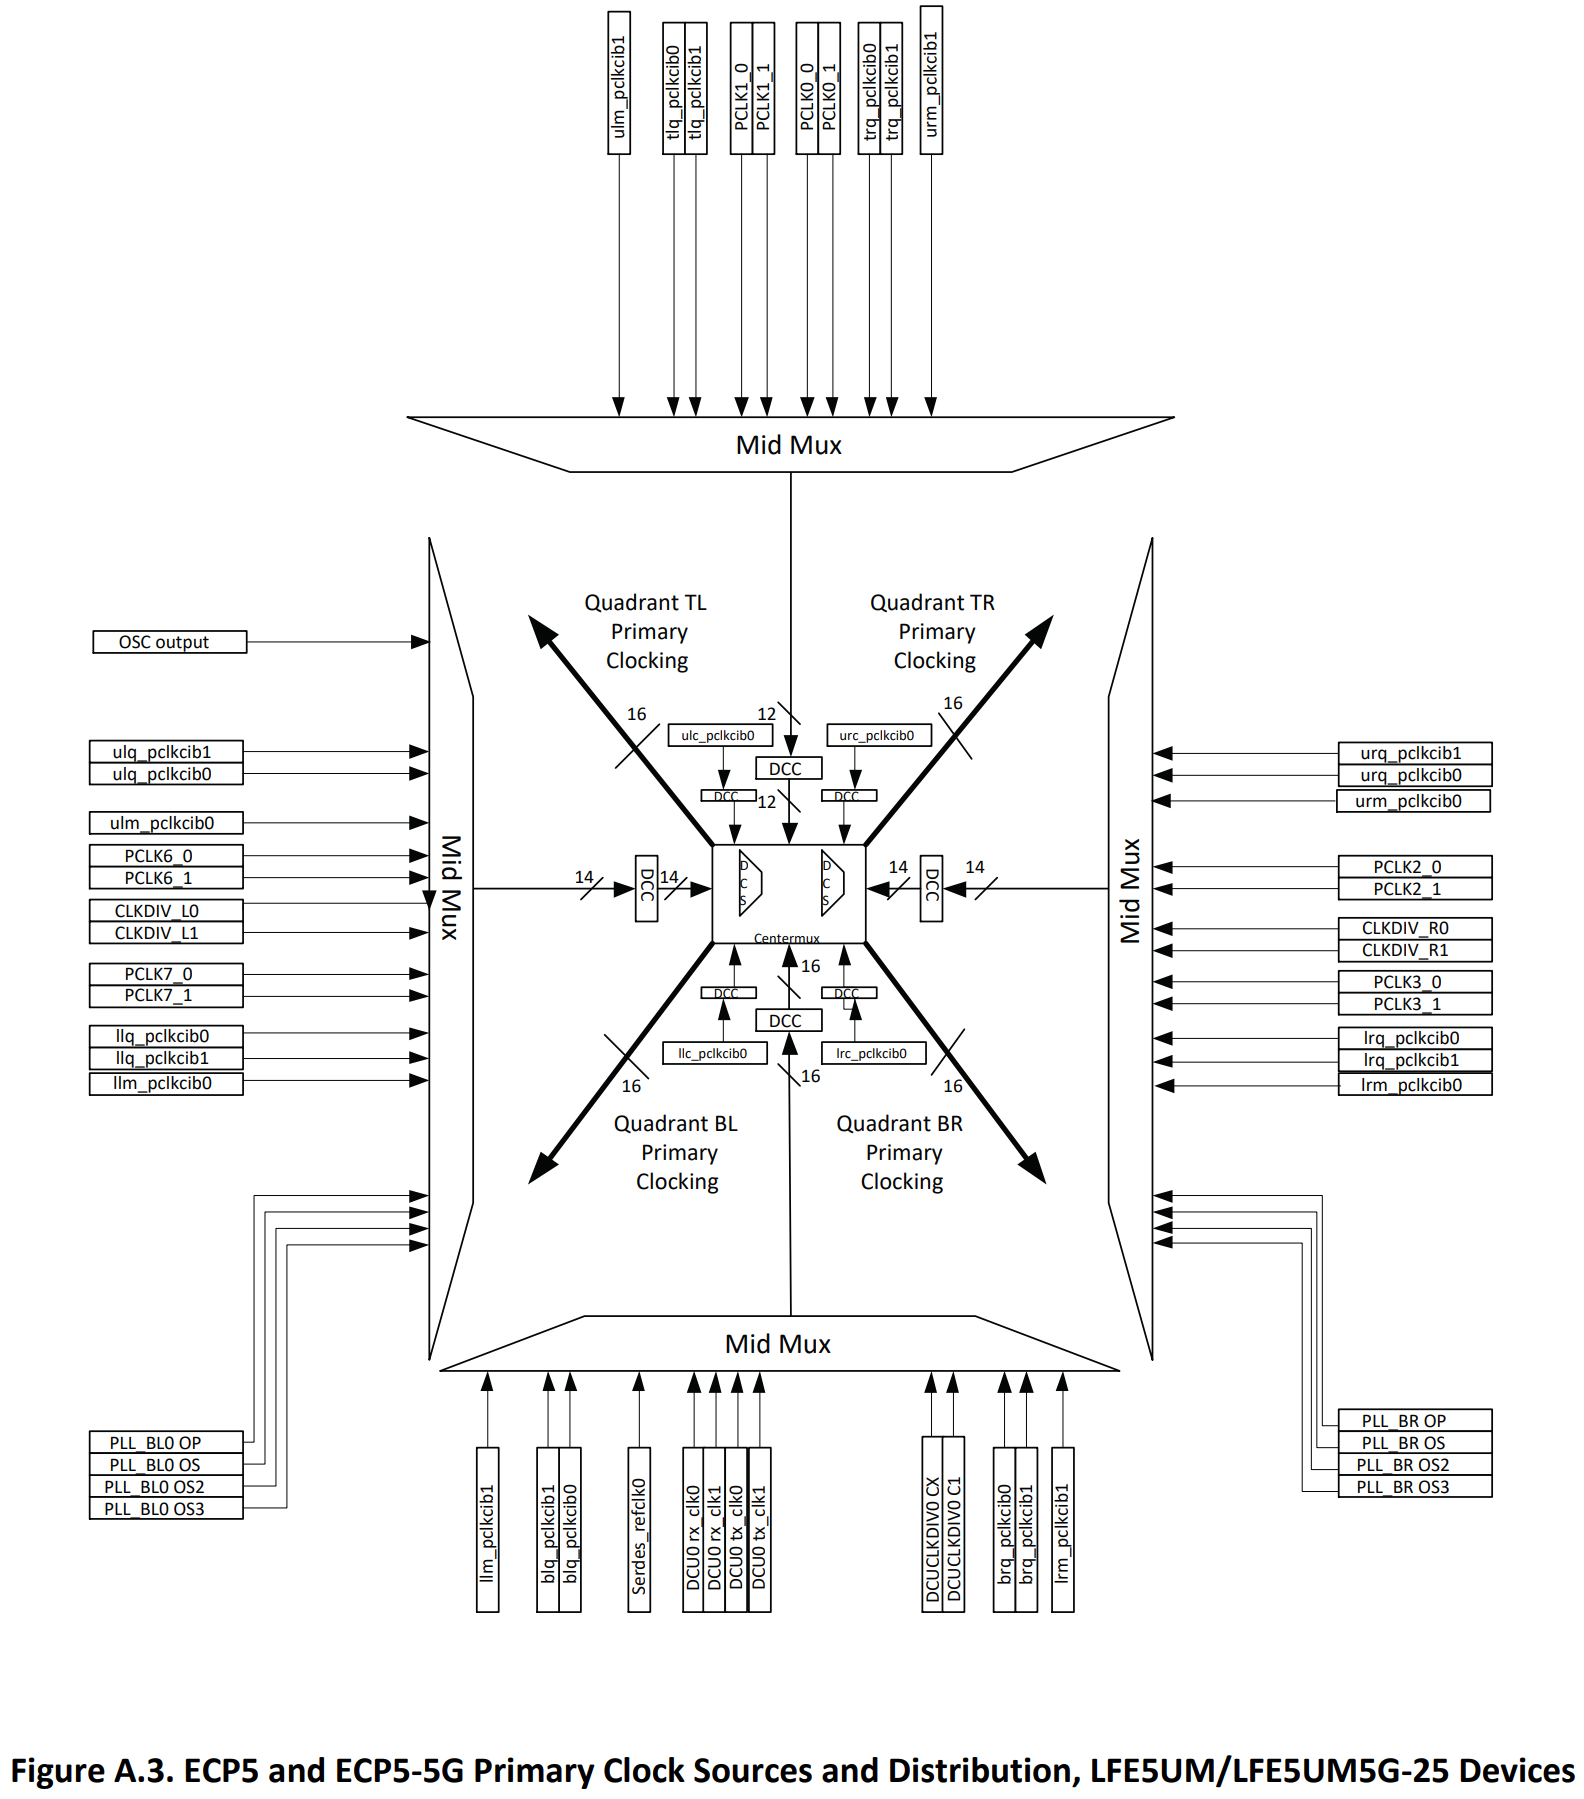 ulm_pclkcib1
tlq_pclkcib0
tlq_pclkcib1
PCLK1_0
PCLK1_1
PCLK0_0
PCLK0_1
trq_pclkcib0
trq_pclkcib1
urm_pclkcib1
Mid Mux
OSC output
ulq_pclkcib1
ulq_pclkcib0
ulm_pclkcib0
PCLK6_0
PCLK6_1
CLKDIV_L0
CLKDIV_L1
PCLK7_0
PCLK7_1
llq_pclkcib0
llq_pclkcib1
llm_pclkcib0
PLL_BL0 OP
PLL_BL0 OS
PLL_BL0 OS2
PLL_BL0 OS3
Mid Mux
Quadrant TL
Primary
Clocking
Quadrant TR
Primary
Clocking
16
12
16
ulc_pclkcib0
urc_pclkcib0
DCC
DCC
12
DCC
14
DCC
14
DCS
DCS
14
DCC
14
Centermux
16
DCC
DCC
DCC
llc_pclkcib0
lrc_pclkcib0
16
16
16
Quadrant BL
Primary
Clocking
Quadrant BR
Primary
Clocking
Mid Mux
urq_pclkcib1
urq_pclkcib0
urm_pclkcib0
PCLK2_0
PCLK2_1
CLKDIV_R0
CLKDIV_R1
PCLK3_0
PCLK3_1
lrq_pclkcib0
lrq_pclkcib1
lrm_pclkcib0
PLL_BR OP
PLL_BR OS
PLL_BR OS2
PLL_BR OS3
Mid Mux
llm_pclkcib1
blq_pclkcib1
blq_pclkcib0
Serdes_refclk0
DCU0 rx_clk0
DCU0 rx_clk1
DCU0 tx_clk0
DCU0 tx_clk1
DCUCLKDIV0 CX
DCUCLKDIV0 C1
brq_pclkcib0
brq_pclkcib1
lrm_pclkcib1
Figure A.3. ECP5 and ECP5-5G Primary Clock Sources and Distribution, LFE5UM/LFE5UM5G-25 Devices